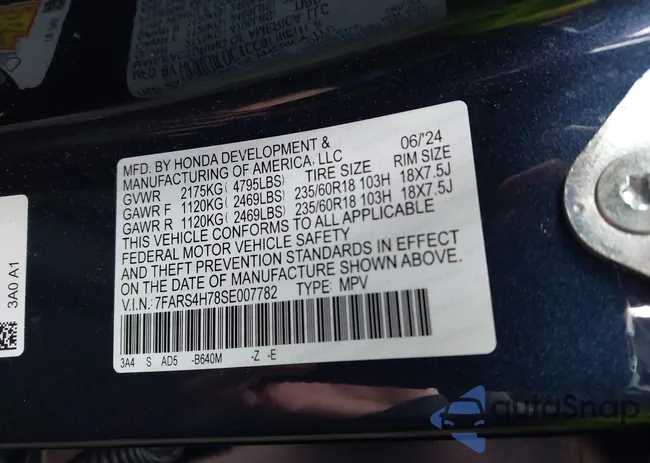 MFD. BY HONDA DEVELOPMENT & 06/'24
MANUFACTURING OF AMERICA, LLC
GVWR 2175KG( 4795LBS) TIRE SIZE RIM SIZE
GAWR F 1120KG( 2469LBS) 235/60R18 103H 18X7.5J
GAWR R 1120KG( 2469LBS) 235/60R18 103H 18X7.5J
THIS VEHICLE CONFORMS TO ALL APPLICABLE
FEDERAL MOTOR VEHICLE SAFETY
AND THEFT PREVENTION STANDARDS IN EFFECT
ON THE DATE OF MANUFACTURE SHOWN ABOVE.
V.I.N.: 7FARS4H78SE007782 TYPE: MPV
3A4 S AD5 -B640M -Z -E
3A0 A1
autoSnap